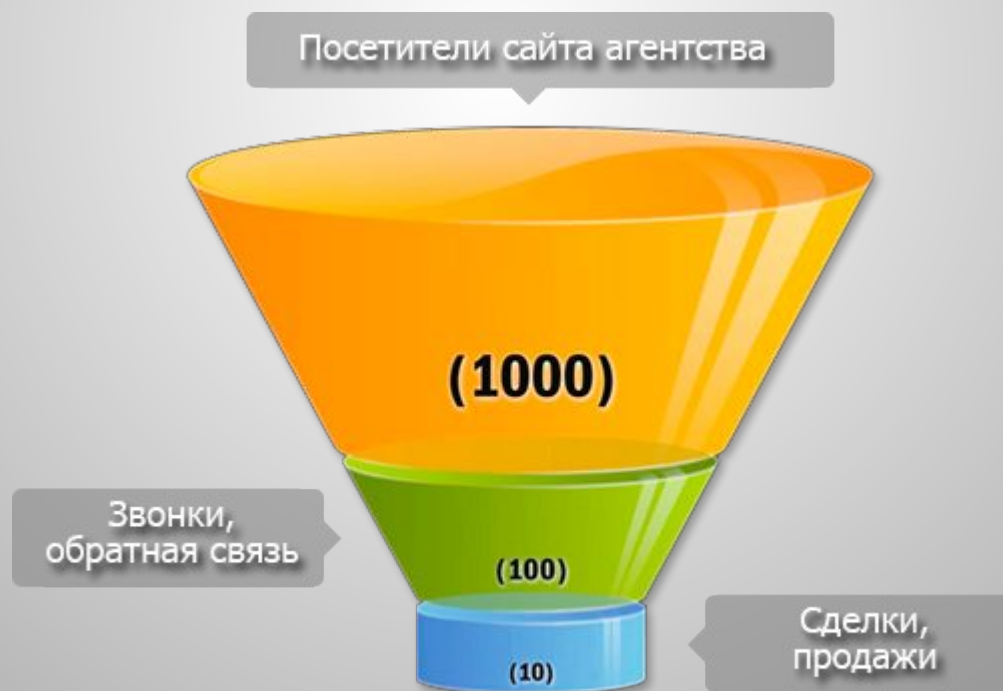 Посетители сайта агентства
(1000)
Звонки,
обратная связь
(100)
Сделки,
продажи
(10)